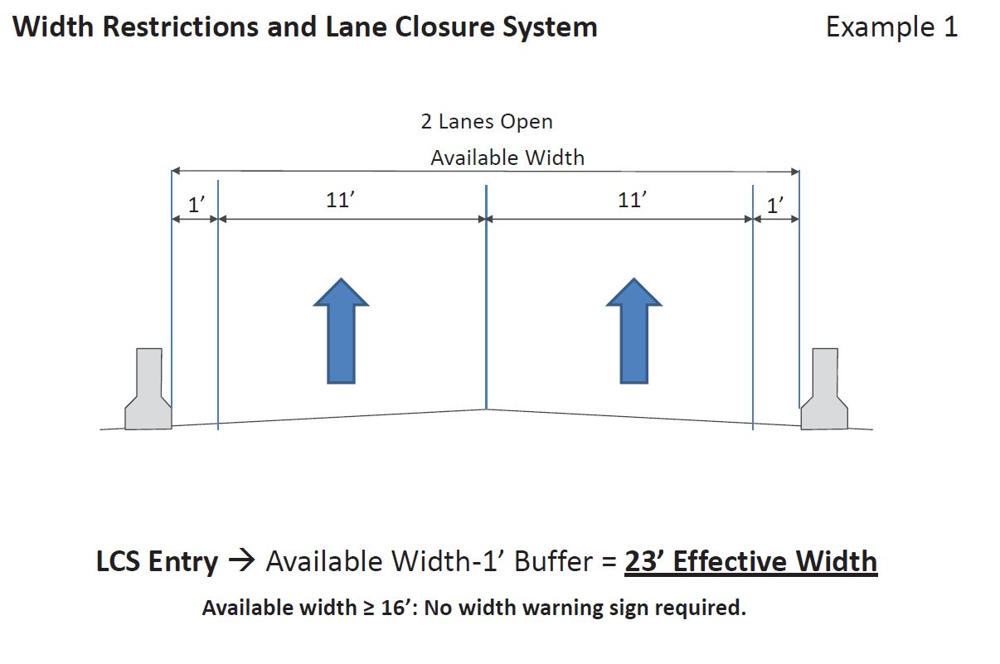 Width Restrictions and Lane Closure System
Example 1
2 Lanes Open
Available Width
1’
11’
11’
1’
LCS Entry → Available Width-1’ Buffer = 23’ Effective Width
Available width ≥ 16’: No width warning sign required.